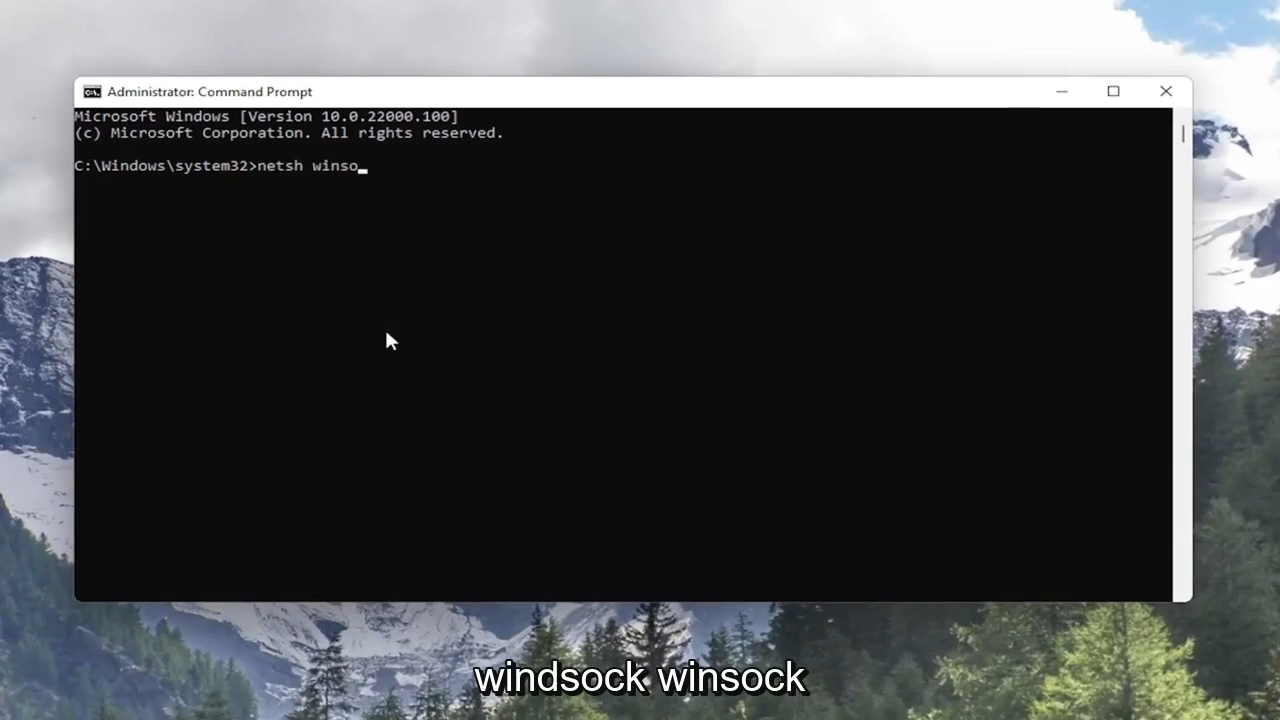 Administrator: Command Prompt
Microsoft Windows [Version 10.0.22000.100]
(c) Microsoft Corporation. All rights reserved.
C:\Windows\system32>netsh winso
windsock winsock